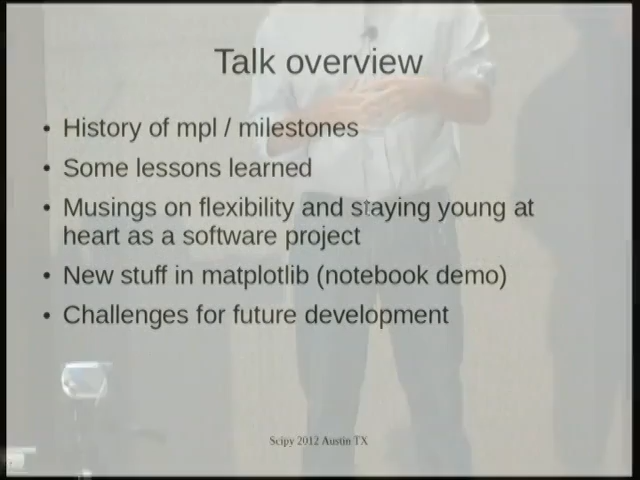 Talk overview
• History of mpl / milestones
• Some lessons learned
• Musings on flexibility and staying young at
heart as a software project
• New stuff in matplotlib (notebook demo)
• Challenges for future development
Scipy 2012 Austin TX